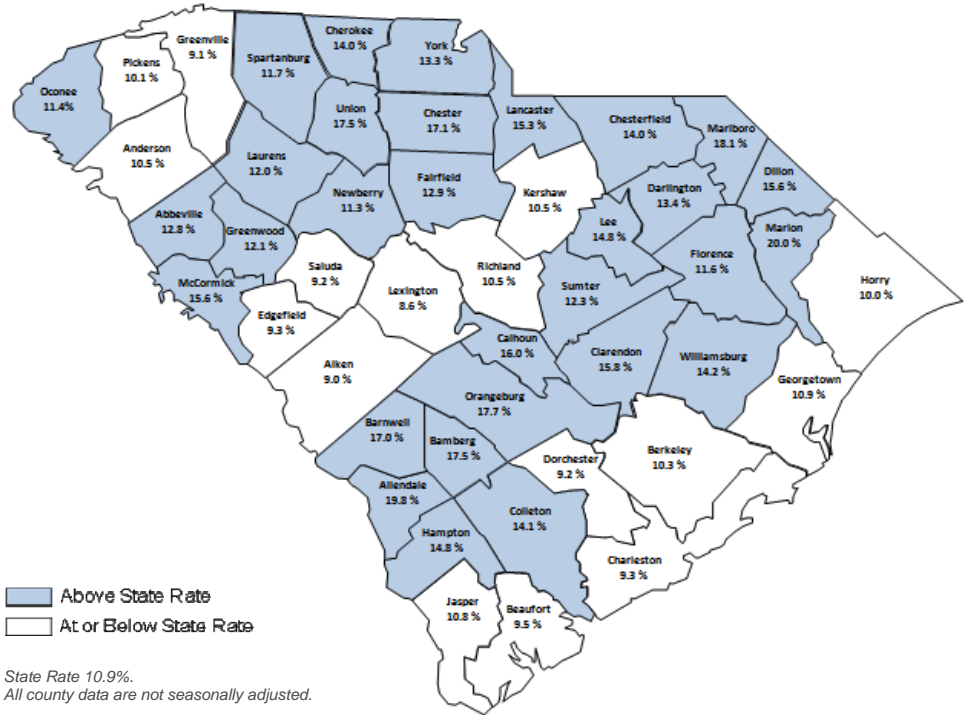 Cherokee
14.0 %
York
13.3 %
Greenville
9.1 %
Spartanburg
11.7 %
Pickens
10.1 %
Oconee
11.4%
Union
17.5 %
Chester
17.1 %
Lancaster
15.3 %
Chesterfield
14.0 %
Marlboro
18.1 %
Anderson
10.5 %
Laurens
12.0 %
Dillon
15.6 %
Newberry
11.3 %
Fairfield
12.9 %
Kershaw
10.5 %
Darlington
13.4 %
Abbeville
12.8 %
Greenwood
12.1 %
Lee
14.8 %
Marion
20.0 %
Florence
11.6 %
Saluda
9.2 %
Richland
10.5 %
McCormick
15.6 %
Lexington
8.6 %
Sumter
12.3 %
Horry
10.0 %
Edgefield
9.3 %
Calhoun
16.0 %
Clarendon
15.8 %
Williamsburg
14.2 %
Aiken
9.0 %
Georgetown
10.9 %
Orangeburg
17.7 %
Barnwell
17.0 %
Bamberg
17.5 %
Dorchester
9.2 %
Berkeley
10.3 %
Allendale
19.8 %
Colleton
14.1 %
Hampton
14.8 %
Charleston
9.3 %
Jasper
10.8 %
Beaufort
9.5 %
Above State Rate
At or Below State Rate
State Rate 10.9%.
All county data are not seasonally adjusted.